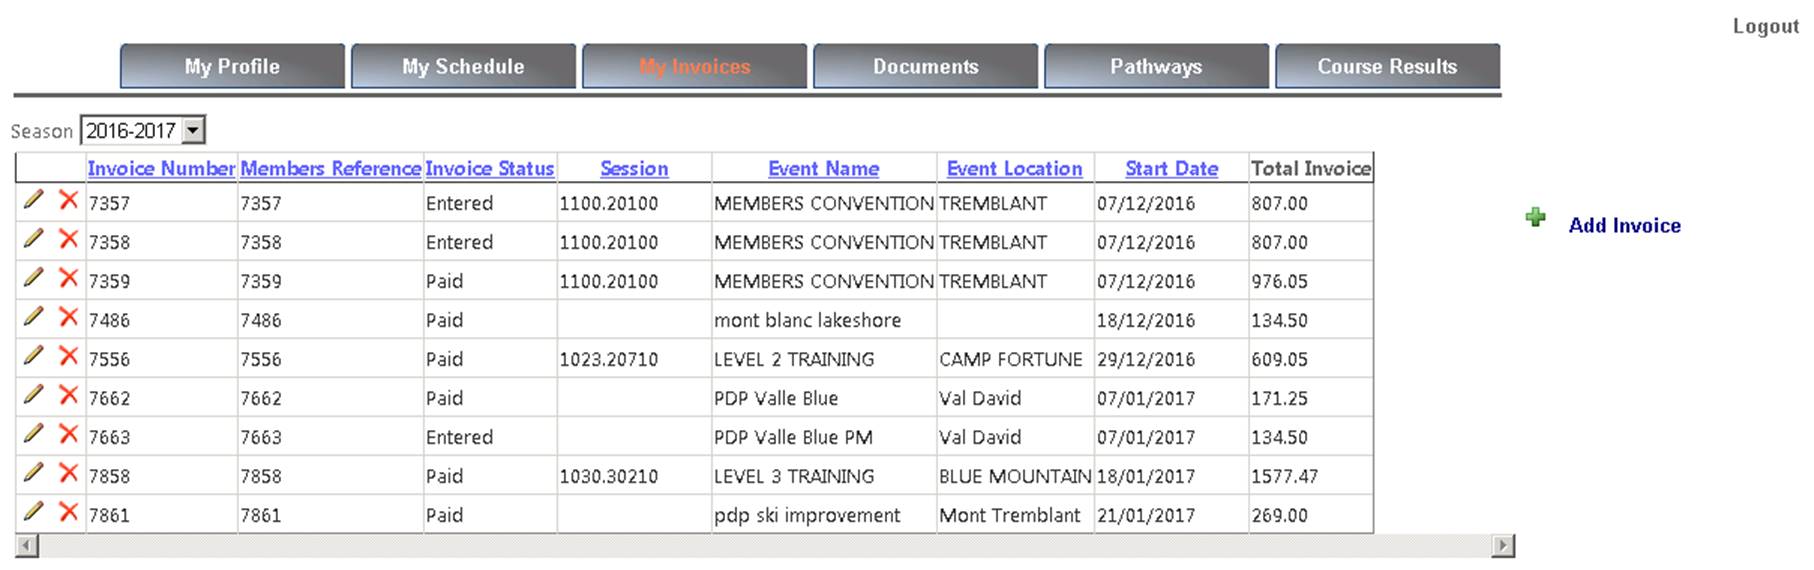 Logout
My Profile My Schedule My Invoices Documents Pathways Course Results
Season 2016-2017
Invoice Number Members Reference Invoice Status Session Event Name Event Location Start Date Total Invoice
7357 7357 Entered 1100.20100 MEMBERS CONVENTION TREMBLANT 07/12/2016 807.00
Add Invoice
7358 7358 Entered 1100.20100 MEMBERS CONVENTION TREMBLANT 07/12/2016 807.00
7359 7359 Paid 1100.20100 MEMBERS CONVENTION TREMBLANT 07/12/2016 976.05
7486 7486 Paid mont blanc lakeshore 18/12/2016 134.50
7556 7556 Paid 1023.20710 LEVEL 2 TRAINING CAMP FORTUNE 29/12/2016 609.05
7662 7662 Paid PDP Valle Blue Val David 07/01/2017 171.25
7663 7663 Entered PDP Valle Blue PM Val David 07/01/2017 134.50
7858 7858 Paid 1030.30210 LEVEL 3 TRAINING BLUE MOUNTAIN 18/01/2017 1577.47
7861 7861 Paid pdp ski improvement Mont Tremblant 21/01/2017 269.00